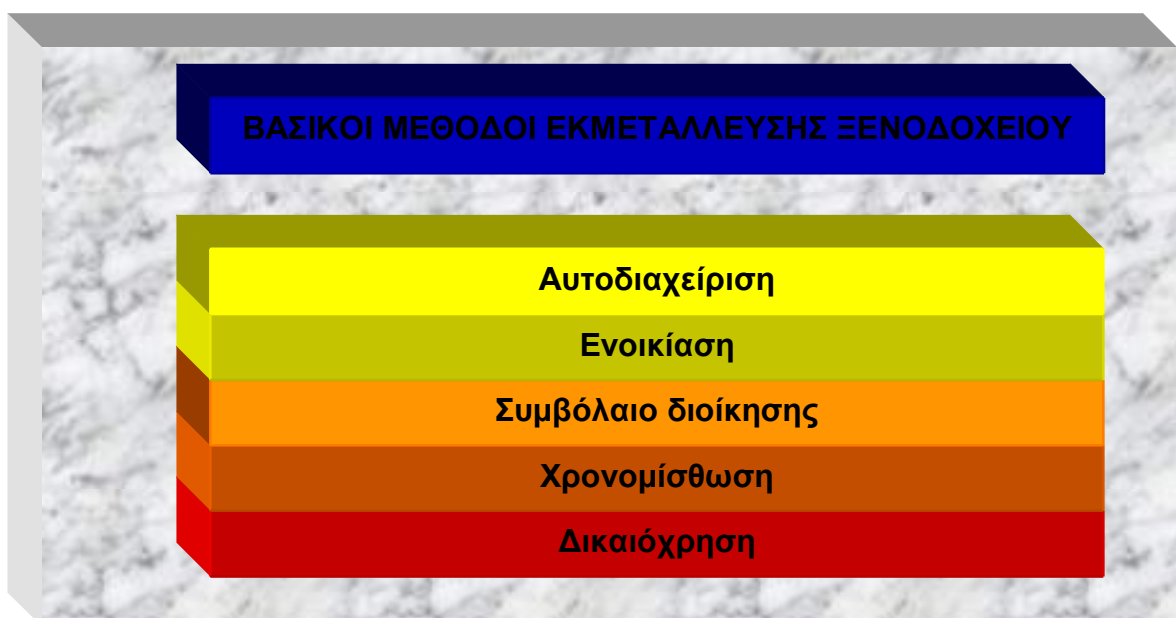 ΒΑΣΙΚΟΙ ΜΕΘΟΔΟΙ ΕΚΜΕΤΑΛΛΕΥΣΗΣ ΞΕΝΟΔΟΧΕΙΟΥ
Αυτοδιαχείριση
Ενοικίαση
Συμβόλαιο διοίκησης
Χρονομίσθωση
Δικαιόχρηση